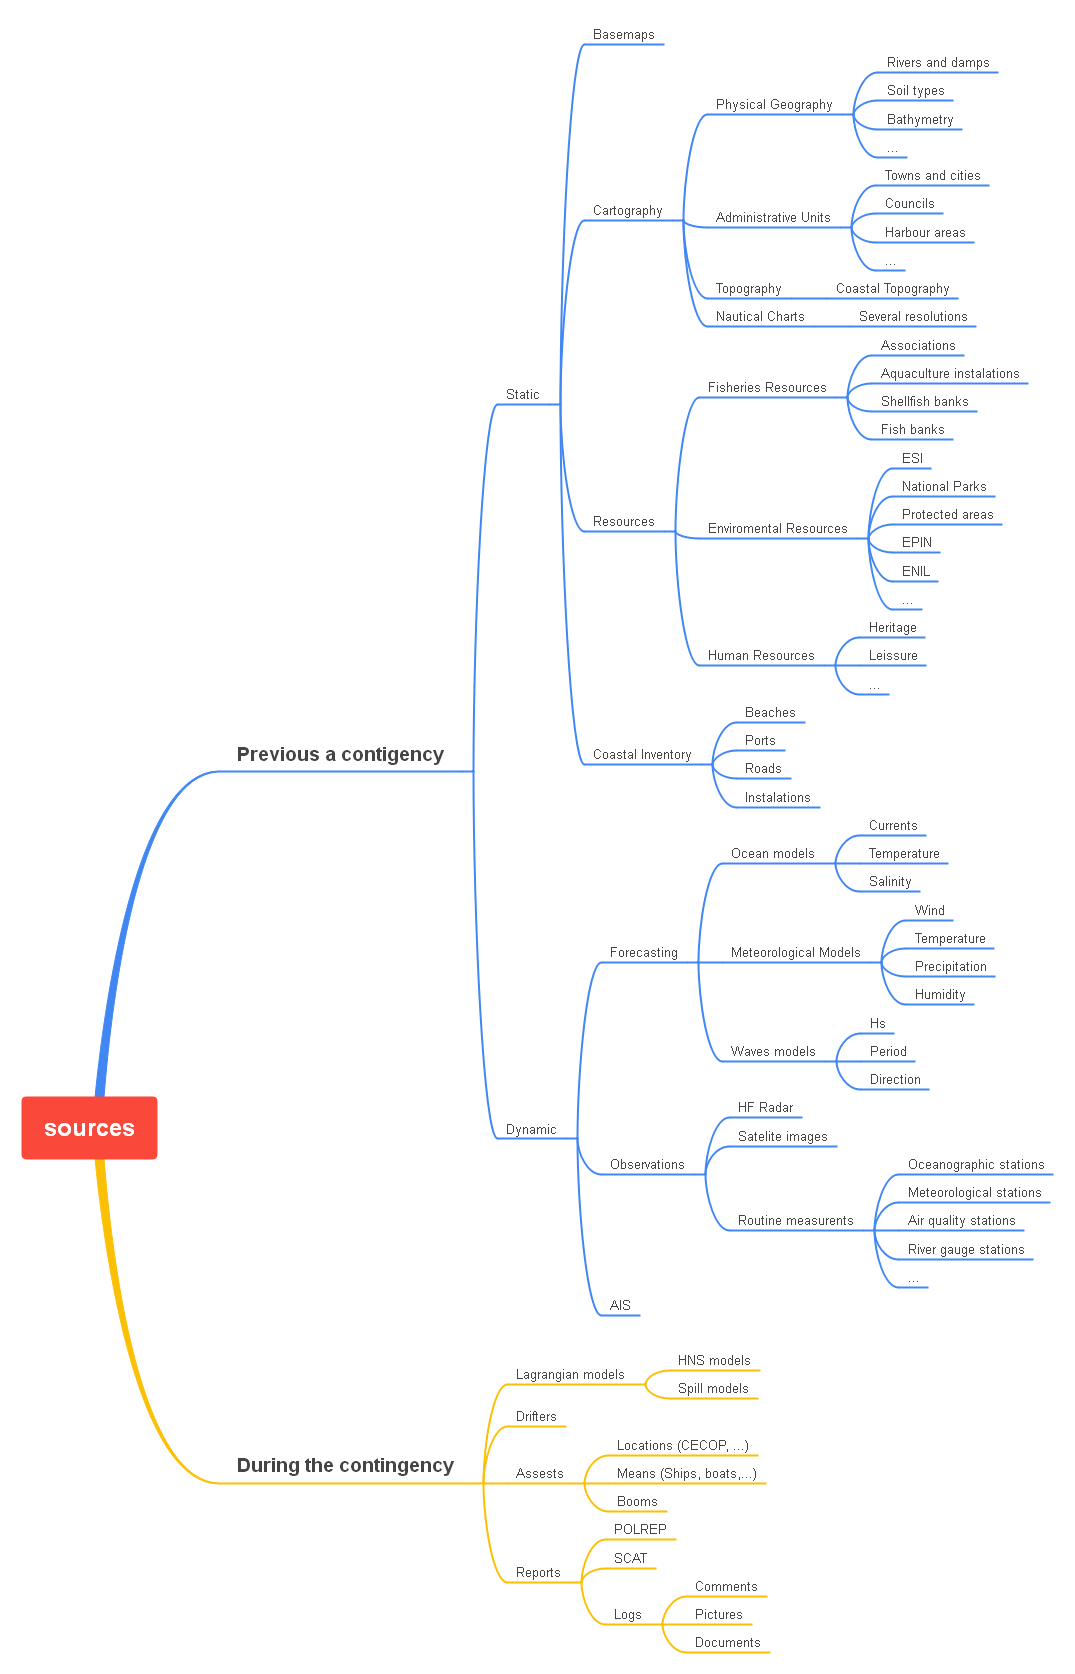 sources
Previous a contigency
Static
Basemaps
Cartography
Physical Geography
Rivers and damps
Soil types
Bathymetry
...
Administrative Units
Towns and cities
Councils
Harbour areas
...
Topography
Coastal Topography
Nautical Charts
Several resolutions
Resources
Fisheries Resources
Associations
Aquaculture instalations
Shellfish banks
Fish banks
Enviromental Resources
ESI
National Parks
Protected areas
EPIN
ENIL
...
Human Resources
Heritage
Leissure
...
Coastal Inventory
Beaches
Ports
Roads
Instalations
Dynamic
Forecasting
Ocean models
Currents
Temperature
Salinity
Meteorological Models
Wind
Temperature
Precipitation
Humidity
Waves models
Hs
Period
Direction
Observations
HF Radar
Satelite images
Routine measurents
Oceanographic stations
Meteorological stations
Air quality stations
River gauge stations
...
AIS
During the contingency
Lagrangian models
HNS models
Spill models
Drifters
Assests
Locations (CECOP, ...)
Means (Ships, boats,...)
Booms
Reports
POLREP
SCAT
Logs
Comments
Pictures
Documents